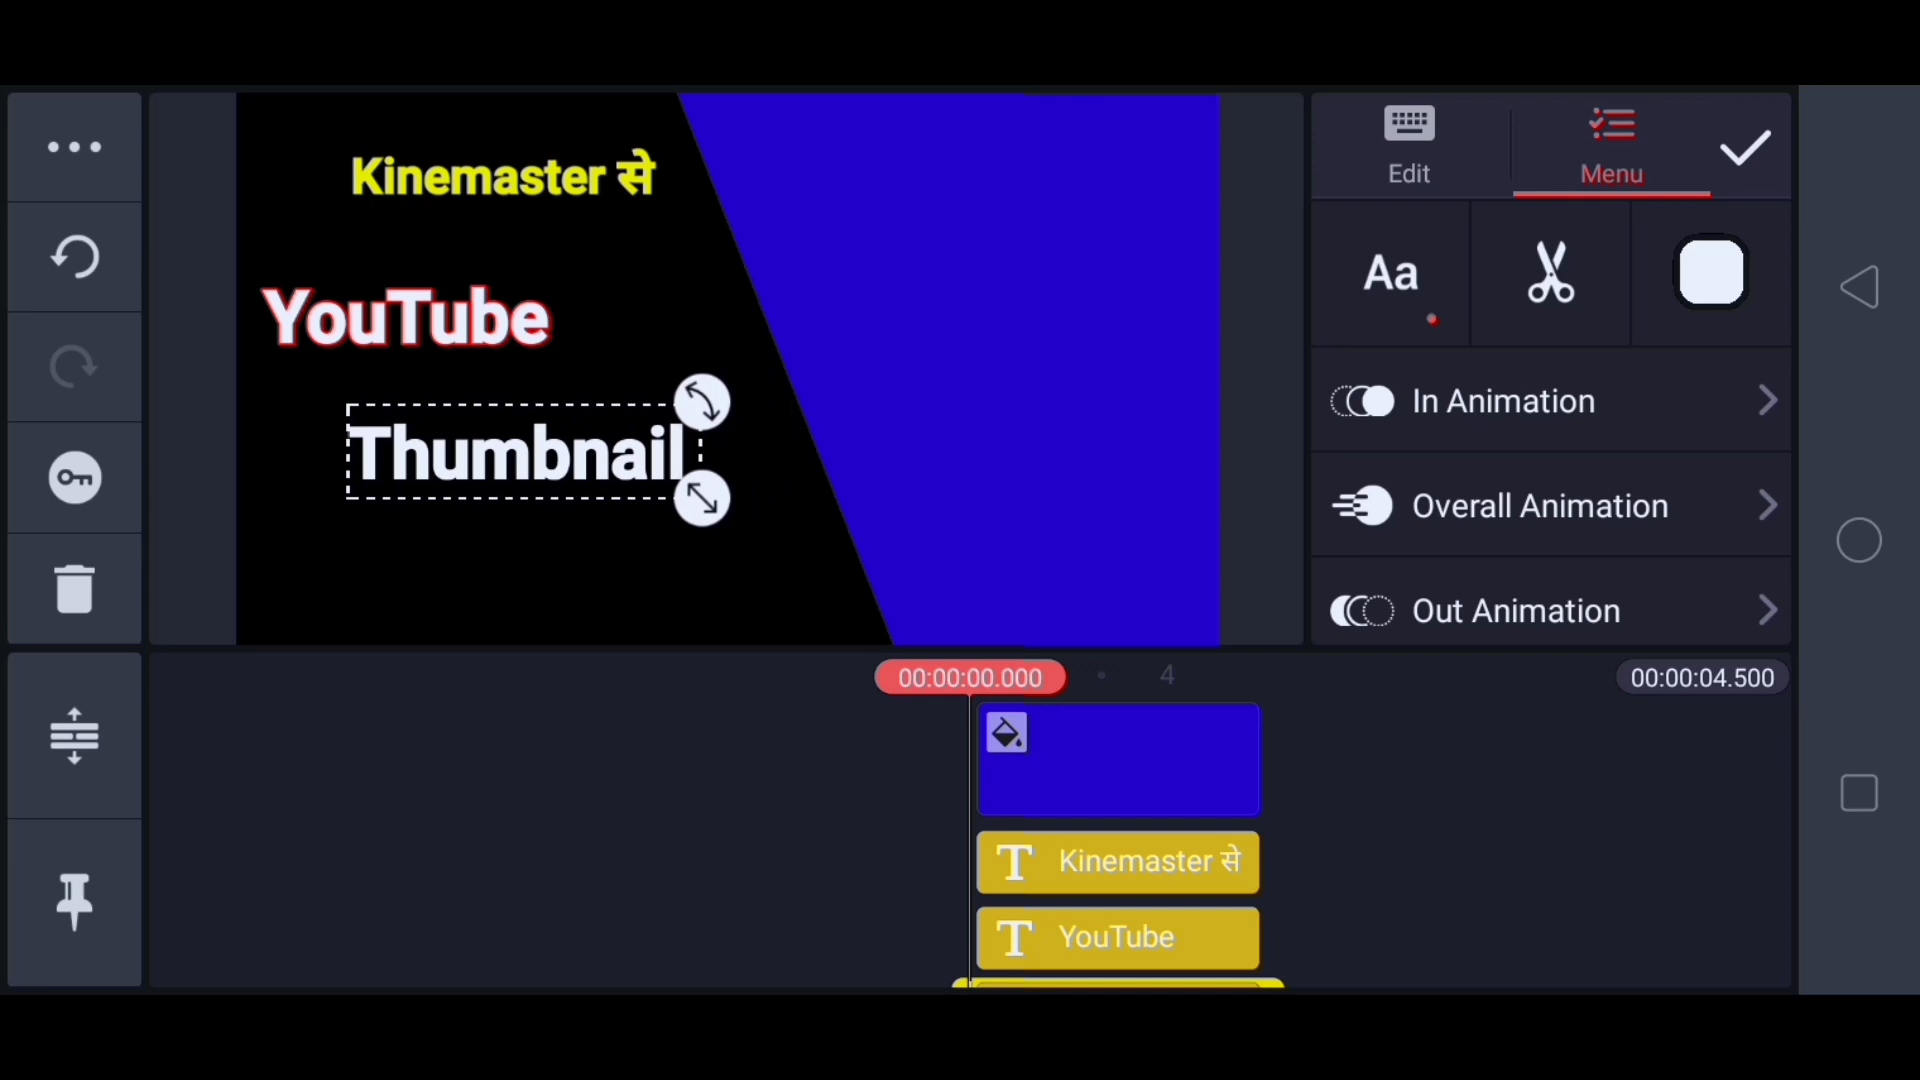 Kinemaster से
YouTube
Thumbnail
Edit
Menu
Aa
In Animation
Overall Animation
Out Animation
00:00:00.000
4
00:00:04.500
T Kinemaster से
T YouTube